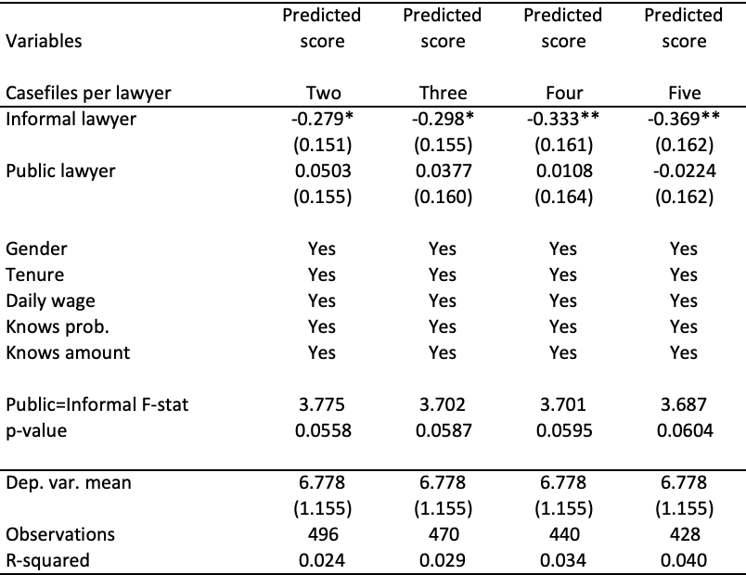 Predicted Predicted Predicted Predicted
Variables score score score score
Casefiles per lawyer Two Three Four Five
Informal lawyer -0.279* -0.298* -0.333** -0.369**
(0.151) (0.155) (0.161) (0.162)
Public lawyer 0.0503 0.0377 0.0108 -0.0224
(0.155) (0.160) (0.164) (0.162)
Gender Yes Yes Yes Yes
Tenure Yes Yes Yes Yes
Daily wage Yes Yes Yes Yes
Knows prob. Yes Yes Yes Yes
Knows amount Yes Yes Yes Yes
Public=Informal F-stat 3.775 3.702 3.701 3.687
p-value 0.0558 0.0587 0.0595 0.0604
Dep. var. mean 6.778 6.778 6.778 6.778
(1.155) (1.155) (1.155) (1.155)
Observations 496 470 440 428
R-squared 0.024 0.029 0.034 0.040